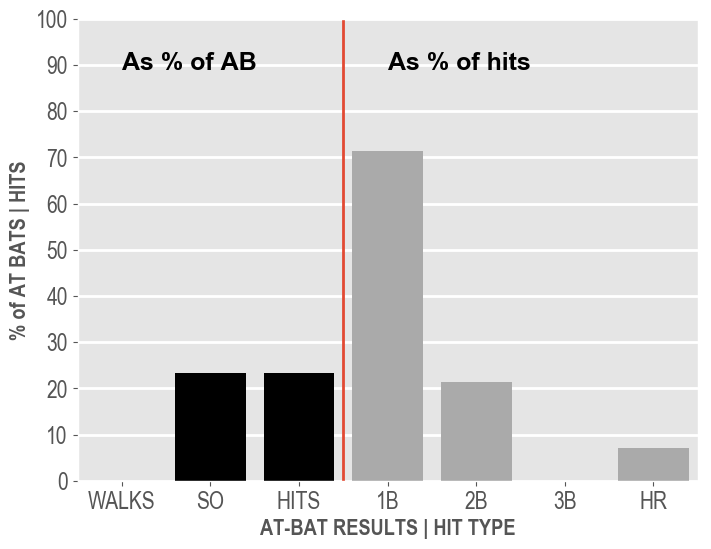 As % of AB
As % of hits
% of AT BATS | HITS
100
90
80
70
60
50
40
30
20
10
0
WALKS SO HITS 1B 2B 3B HR
AT-BAT RESULTS | HIT TYPE